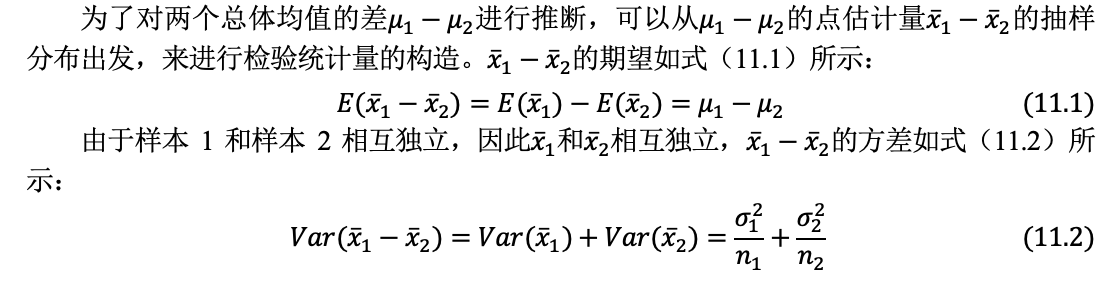 为了对两个总体均值的差μ₁ − μ₂进行推断，可以从μ₁ − μ₂的点估计量x̄₁ − x̄₂的抽样
分布出发，来进行检验统计量的构造。x̄₁ − x̄₂的期望如式（11.1）所示：
E(x̄₁ − x̄₂) = E(x̄₁) − E(x̄₂) = μ₁ − μ₂ (11.1)
由于样本 1 和样本 2 相互独立，因此x̄₁和x̄₂相互独立，x̄₁ − x̄₂的方差如式（11.2）所
示：
Var(x̄₁ − x̄₂) = Var(x̄₁) + Var(x̄₂) = σ₁²/n₁ + σ₂²/n₂ (11.2)